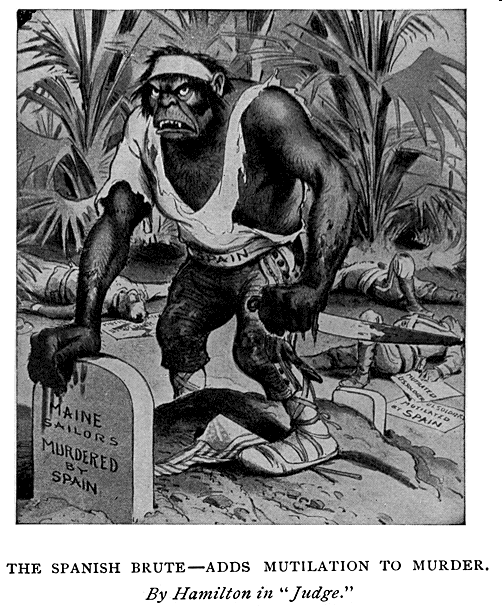 SPAIN
MAINE
SAILORS
MURDERED
BY
SPAIN
MUTILATED
BY SPAIN
THE SPANISH BRUTE—ADDS MUTILATION TO MURDER.
By Hamilton in "Judge."